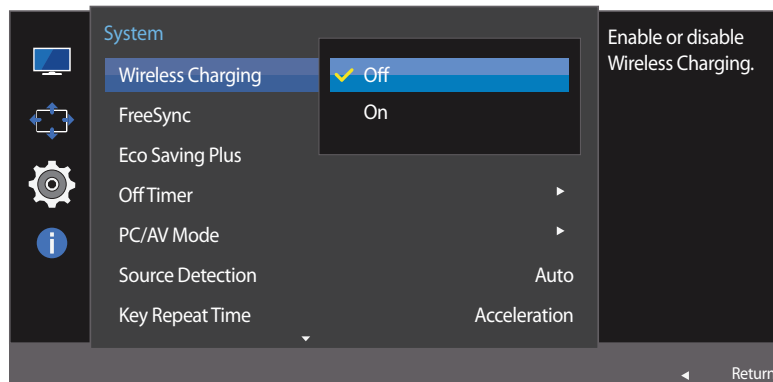 System
Wireless Charging
Off
On
FreeSync
Eco Saving Plus
Off Timer
PC/AV Mode
Source Detection Auto
Key Repeat Time Acceleration
Enable or disable
Wireless Charging.
Return